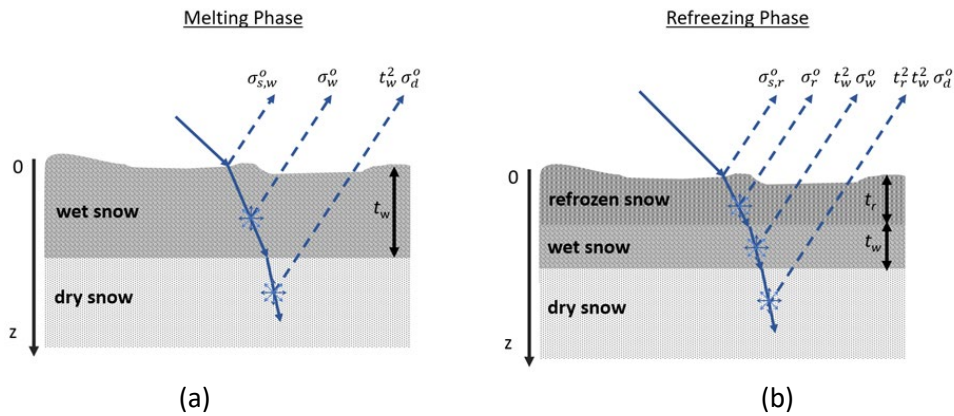 Melting Phase
σ°s,w σ°w t²w σ°d
0
wet snow
tw
dry snow
z
(a)
Refreezing Phase
σ°s,r σ°r t²w σ°w t²r t²w σ°d
0
refrozen snow
tr
wet snow
tw
dry snow
z
(b)